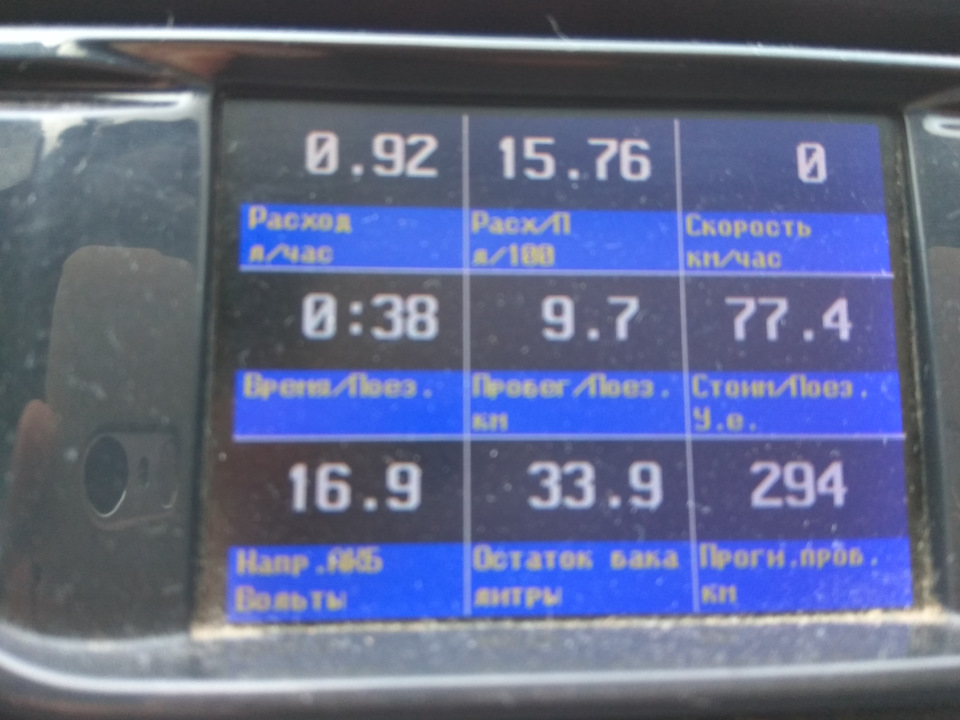 0.92 15.76 0
Расход Расх/П Скорость
л/час л/100 км/час
0:38 9.7 77.4
Время/Поез. Пробег/Поез. Стоим/Поез.
км У.е.
16.9 33.9 294
Напр.АКБ Остаток бака Прогн.проб.
Вольты литры км